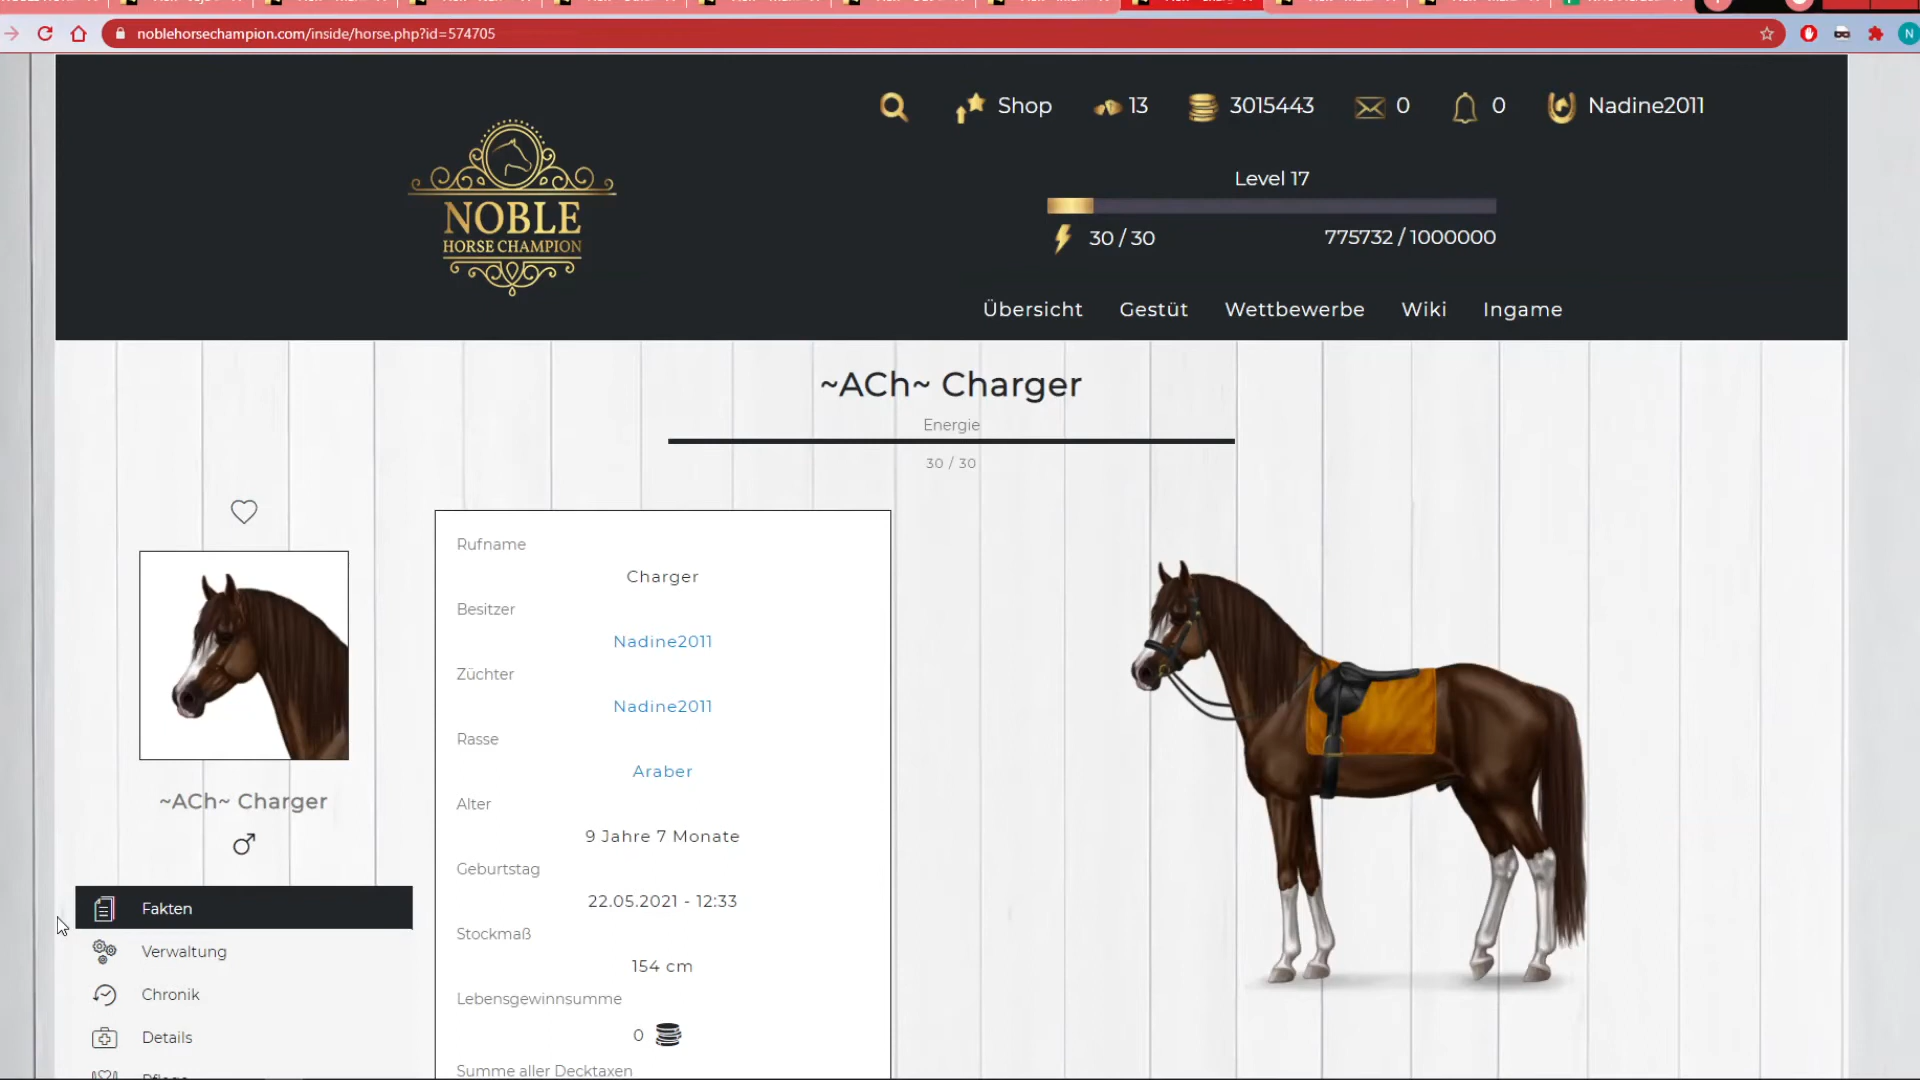 noblehorsechampion.com/inside/horse.php?id=574705
N
Shop
13
3015443
0
0
Nadine2011
NOBLE
HORSE CHAMPION
Level 17
30 / 30
775732 / 1000000
Übersicht
Gestüt
Wettbewerbe
Wiki
Ingame
~ACh~ Charger
Energie
30 / 30
~ACh~ Charger
Fakten
Verwaltung
Chronik
Details
Pflege
Rufname
Charger
Besitzer
Nadine2011
Züchter
Nadine2011
Rasse
Araber
Alter
9 Jahre 7 Monate
Geburtstag
22.05.2021 - 12:33
Stockmaß
154 cm
Lebensgewinnsumme
0
Summe aller Decktaxen